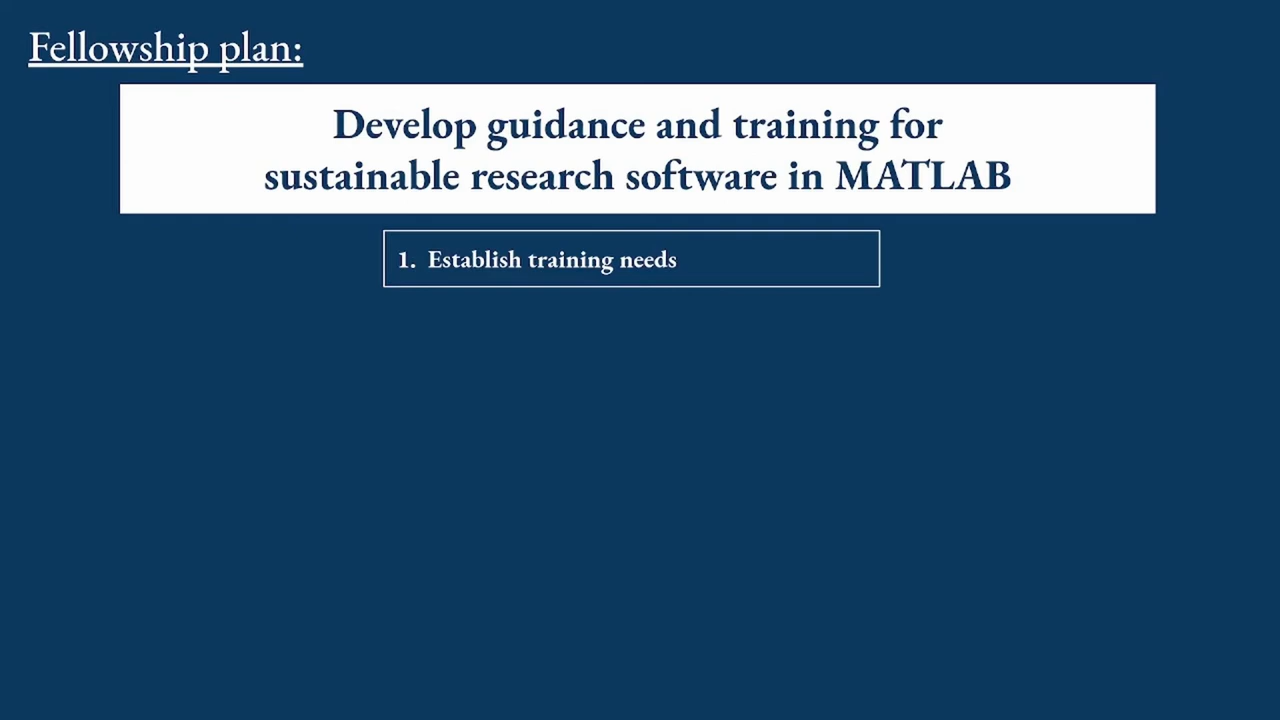 Fellowship plan:
Develop guidance and training for
sustainable research software in MATLAB
1. Establish training needs